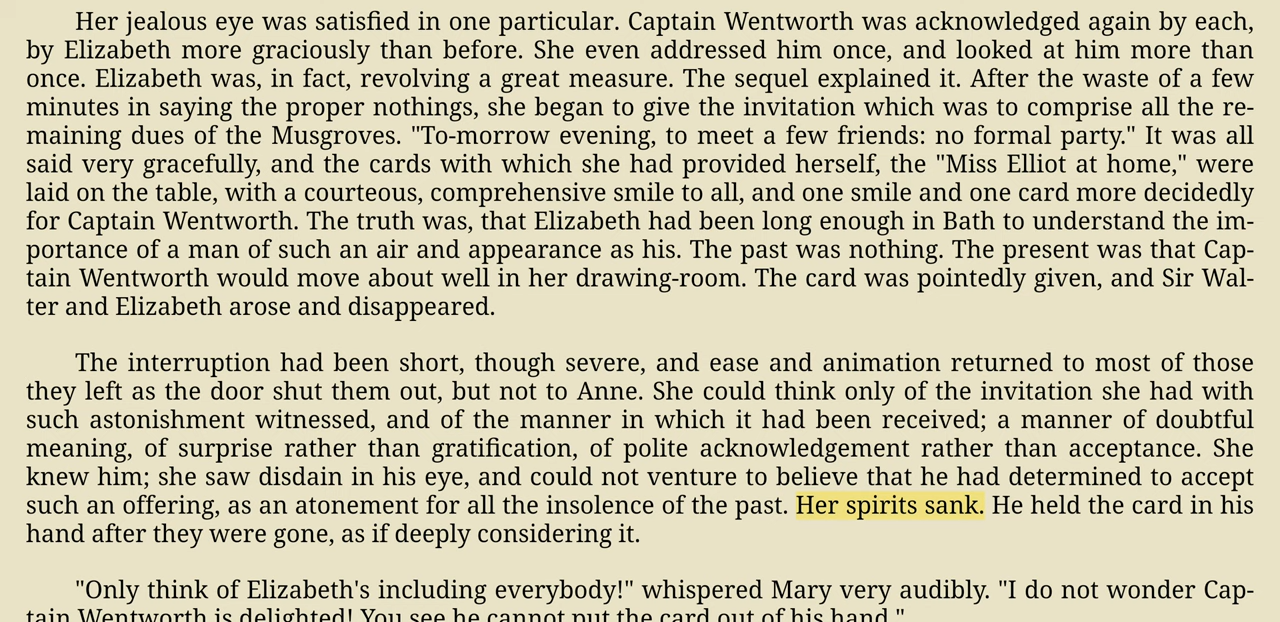 Her jealous eye was satisfied in one particular. Captain Wentworth was acknowledged again by each,
by Elizabeth more graciously than before. She even addressed him once, and looked at him more than
once. Elizabeth was, in fact, revolving a great measure. The sequel explained it. After the waste of a few
minutes in saying the proper nothings, she began to give the invitation which was to comprise all the re-
maining dues of the Musgroves. "To-morrow evening, to meet a few friends: no formal party." It was all
said very gracefully, and the cards with which she had provided herself, the "Miss Elliot at home," were
laid on the table, with a courteous, comprehensive smile to all, and one smile and one card more decidedly
for Captain Wentworth. The truth was, that Elizabeth had been long enough in Bath to understand the im-
portance of a man of such an air and appearance as his. The past was nothing. The present was that Cap-
tain Wentworth would move about well in her drawing-room. The card was pointedly given, and Sir Wal-
ter and Elizabeth arose and disappeared.
The interruption had been short, though severe, and ease and animation returned to most of those
they left as the door shut them out, but not to Anne. She could think only of the invitation she had with
such astonishment witnessed, and of the manner in which it had been received; a manner of doubtful
meaning, of surprise rather than gratification, of polite acknowledgement rather than acceptance. She
knew him; she saw disdain in his eye, and could not venture to believe that he had determined to accept
such an offering, as an atonement for all the insolence of the past. Her spirits sank. He held the card in his
hand after they were gone, as if deeply considering it.
"Only think of Elizabeth's including everybody!" whispered Mary very audibly. "I do not wonder Cap-
tain Wentworth is delighted! You see he cannot put the card out of his hand."